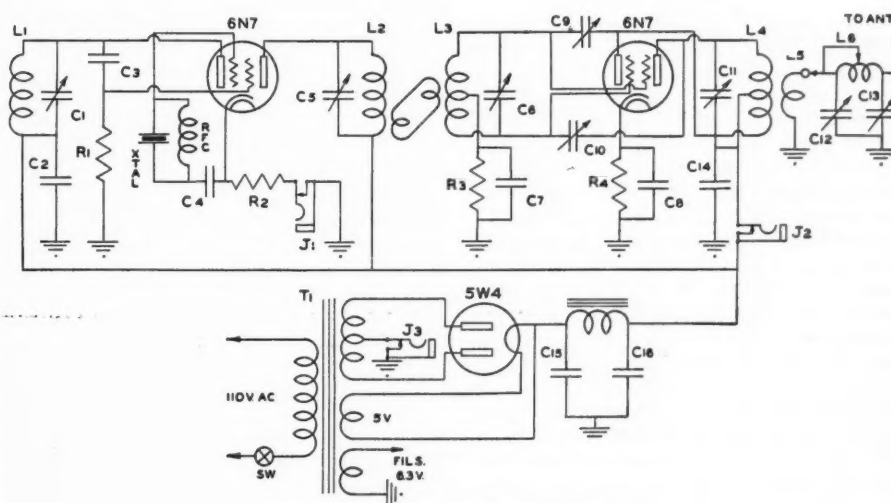 L1
6N7
L2
L3
C9
6N7
L4
TO ANT
L6
L5
C3
C1
C5
C6
C11
C13
C12
R1
XTAL
RFC
C10
C2
C4
R2
R3
C7
R4
C8
C14
J1
J2
T1
5W4
J3
C15
C16
110V. AC
5V
SW
FILS.
6.3V.